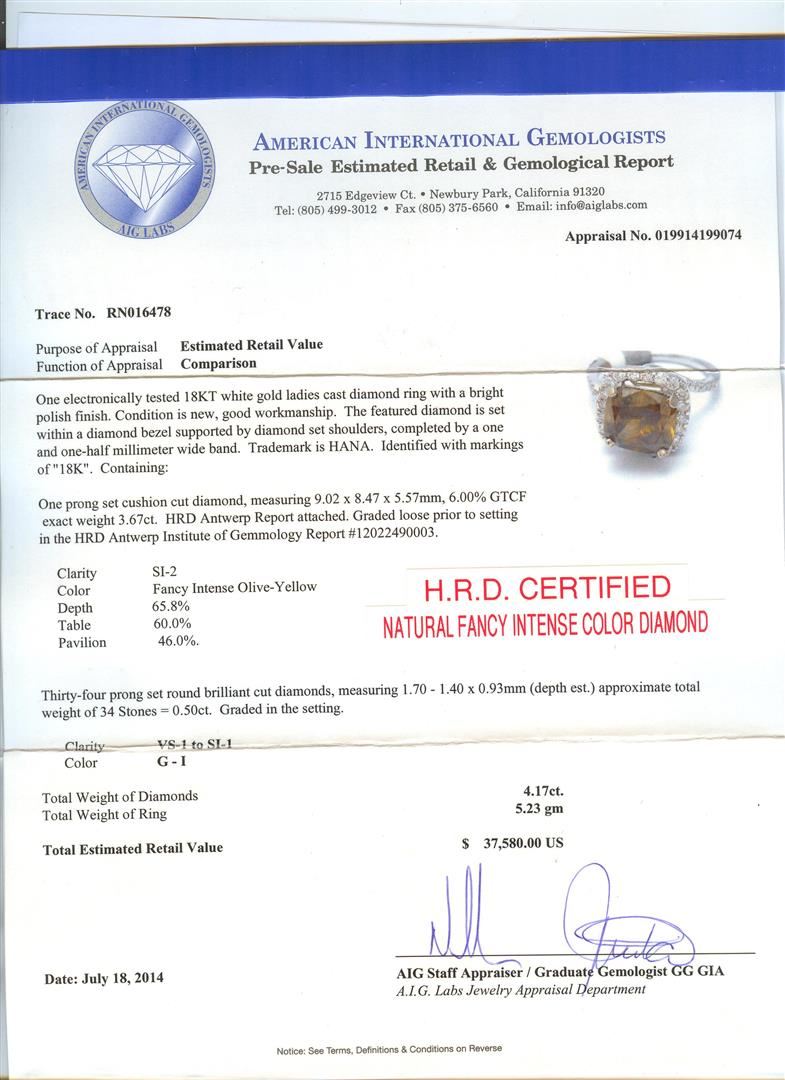 AMERICAN INTERNATIONAL GEMOLOGISTS
AIG LABS
AMERICAN INTERNATIONAL GEMOLOGISTS
Pre-Sale Estimated Retail & Gemological Report
2715 Edgeview Ct. • Newbury Park, California 91320
Tel: (805) 499-3012 • Fax (805) 375-6560 • Email: info@aiglabs.com
Appraisal No. 019914199074
Trace No. RN016478
Purpose of Appraisal Estimated Retail Value
Function of Appraisal Comparison
One electronically tested 18KT white gold ladies cast diamond ring with a bright
polish finish. Condition is new, good workmanship. The featured diamond is set
within a diamond bezel supported by diamond set shoulders, completed by a one
and one-half millimeter wide band. Trademark is HANA. Identified with markings
of "18K". Containing:
One prong set cushion cut diamond, measuring 9.02 x 8.47 x 5.57mm, 6.00% GTCF
exact weight 3.67ct. HRD Antwerp Report attached. Graded loose prior to setting
in the HRD Antwerp Institute of Gemmology Report #12022490003.
Clarity SI-2
Color Fancy Intense Olive-Yellow
Depth 65.8%
Table 60.0%
Pavilion 46.0%.
H.R.D. CERTIFIED
NATURAL FANCY INTENSE COLOR DIAMOND
Thirty-four prong set round brilliant cut diamonds, measuring 1.70 - 1.40 x 0.93mm (depth est.) approximate total
weight of 34 Stones = 0.50ct. Graded in the setting.
Clarity VS-1 to SI-1
Color G - I
Total Weight of Diamonds 4.17ct.
Total Weight of Ring 5.23 gm
Total Estimated Retail Value $ 37,580.00 US
Date: July 18, 2014
AIG Staff Appraiser / Graduate Gemologist GG GIA
A.I.G. Labs Jewelry Appraisal Department
Notice: See Terms, Definitions & Conditions on Reverse